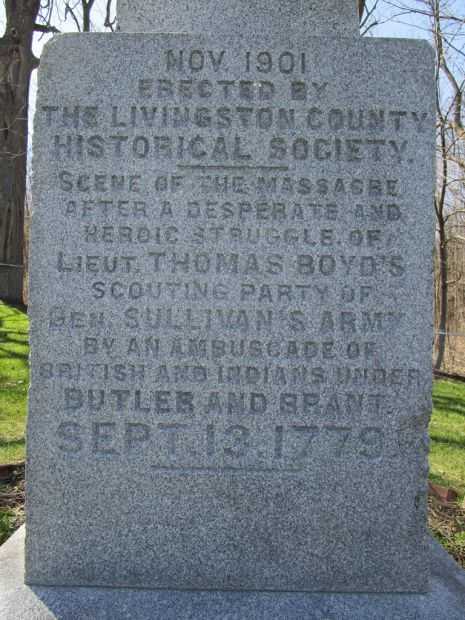 NOV. 1901
ERECTED BY
THE LIVINGSTON COUNTY
HISTORICAL SOCIETY.
SCENE OF THE MASSACRE
AFTER A DESPERATE AND
HEROIC STRUGGLE, OF
LIEUT. THOMAS BOYD'S
SCOUTING PARTY OF
GEN. SULLIVAN'S ARMY
BY AN AMBUSCADE OF
BRITISH AND INDIANS UNDER
BUTLER AND BRANT.
SEPT. 13. 1779